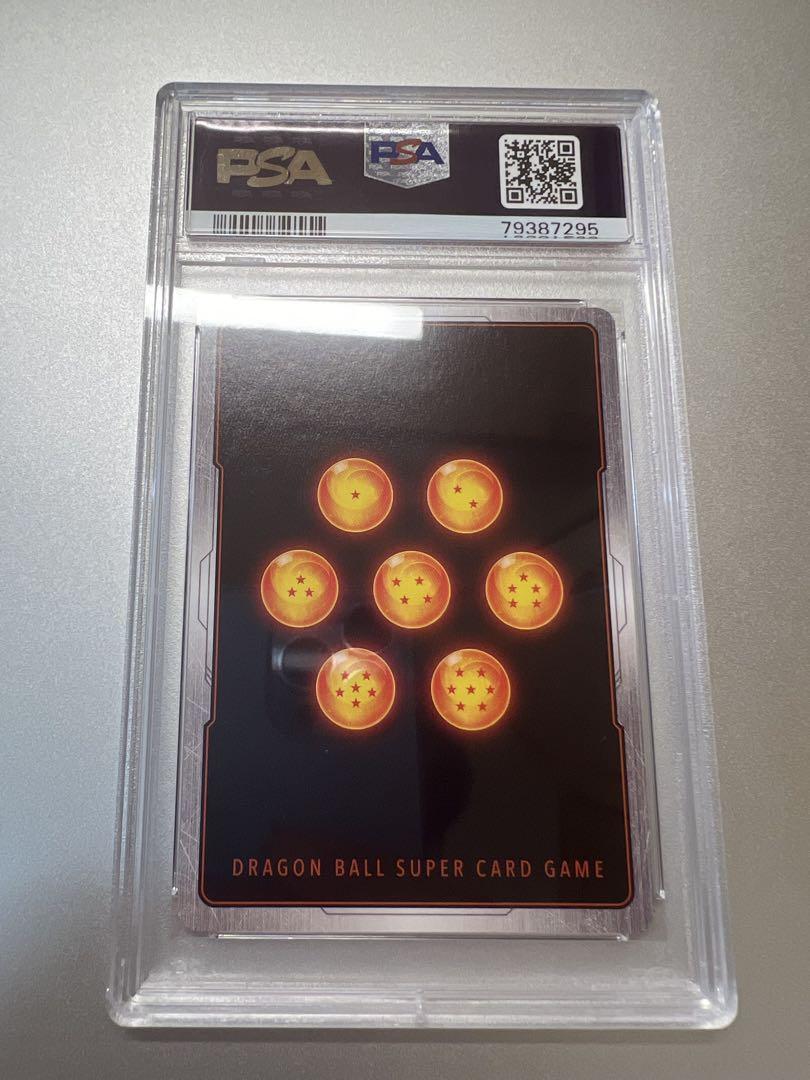 PSA
PSA
79387295
DRAGON BALL SUPER CARD GAME